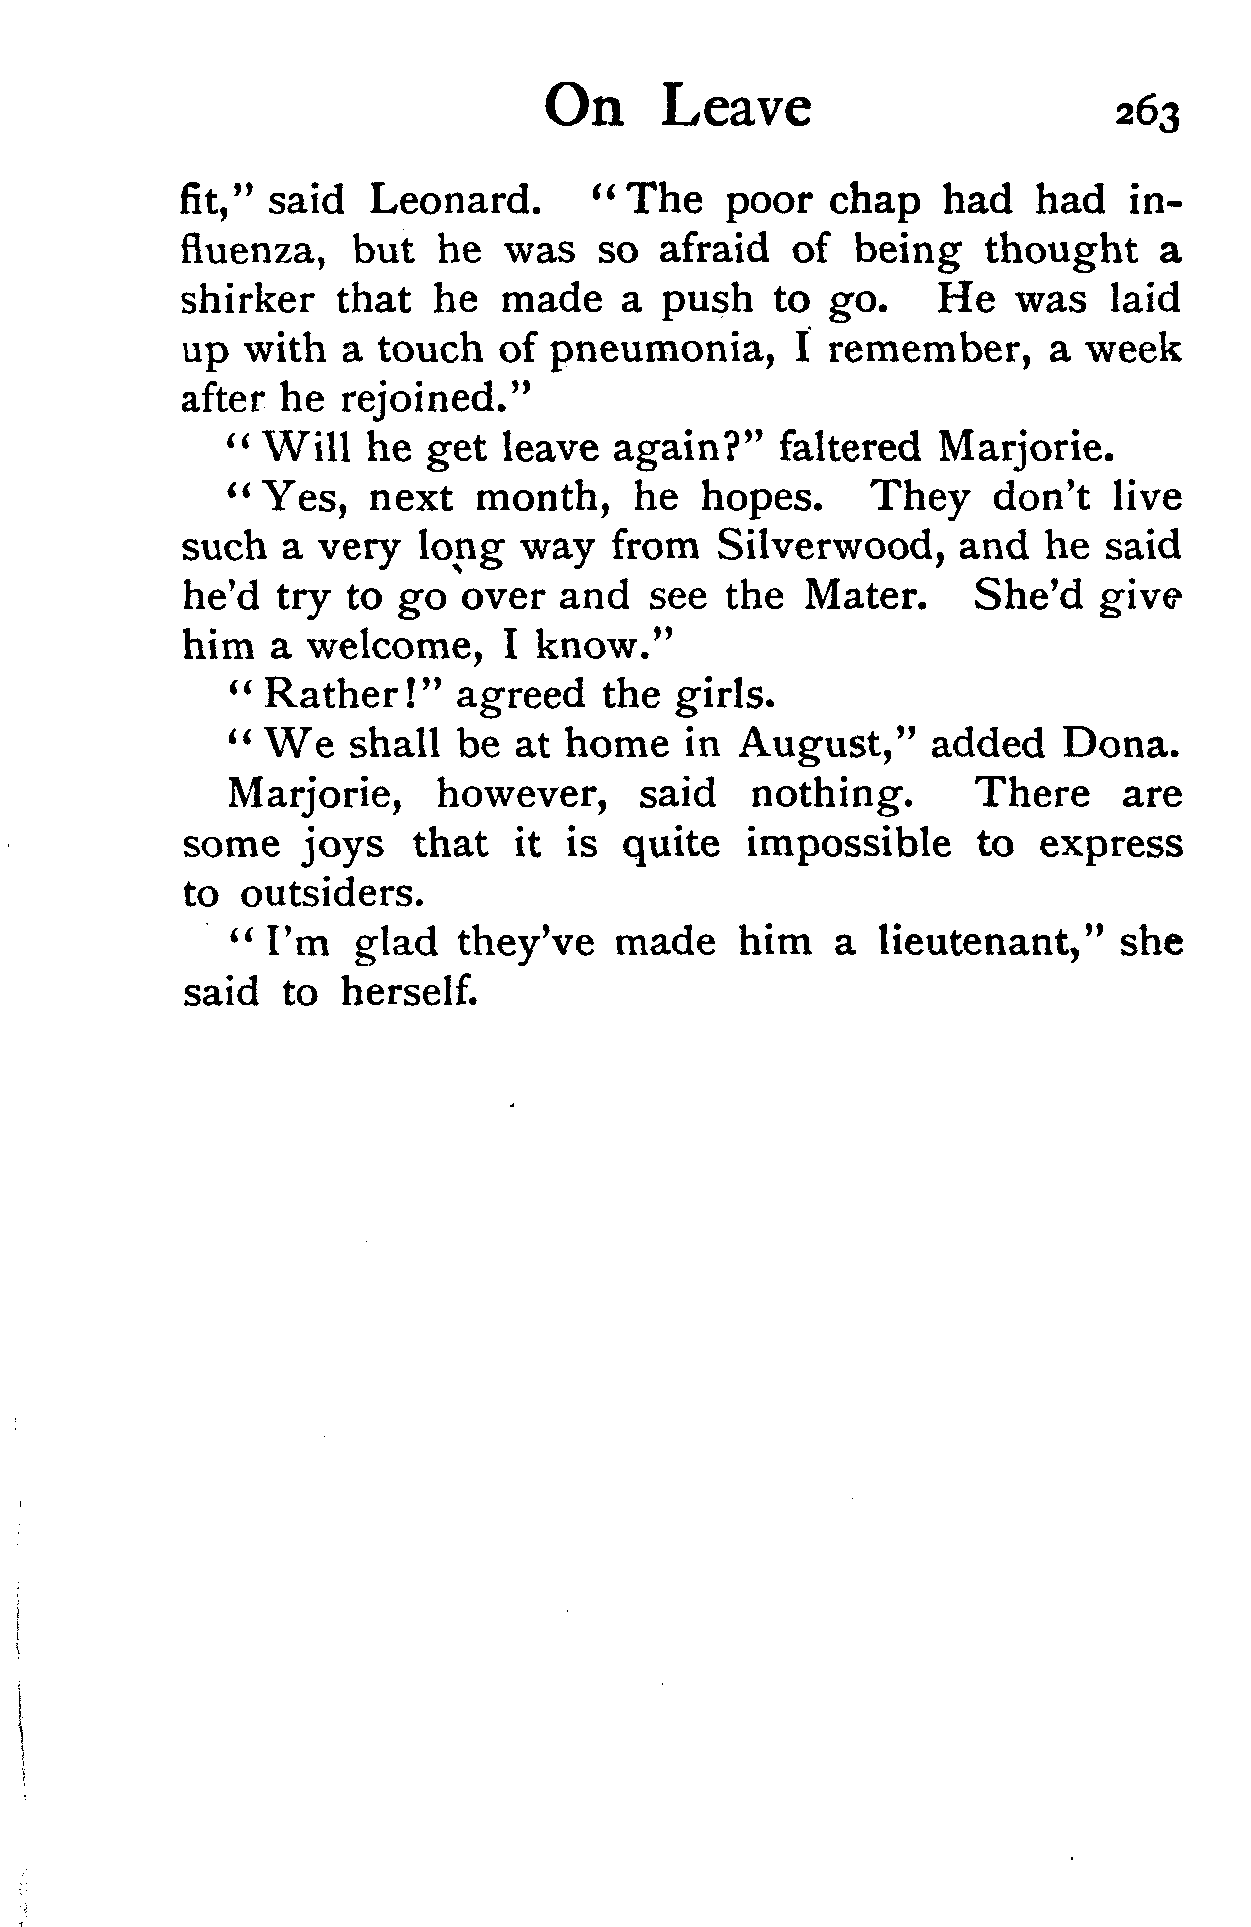 On Leave 263
fit," said Leonard. "The poor chap had had in-
fluenza, but he was so afraid of being thought a
shirker that he made a push to go. He was laid
up with a touch of pneumonia, I remember, a week
after he rejoined."
"Will he get leave again?" faltered Marjorie.
"Yes, next month, he hopes. They don't live
such a very long way from Silverwood, and he said
he'd try to go over and see the Mater. She'd give
him a welcome, I know."
"Rather!" agreed the girls.
"We shall be at home in August," added Dona.
Marjorie, however, said nothing. There are
some joys that it is quite impossible to express
to outsiders.
"I'm glad they've made him a lieutenant," she
said to herself.